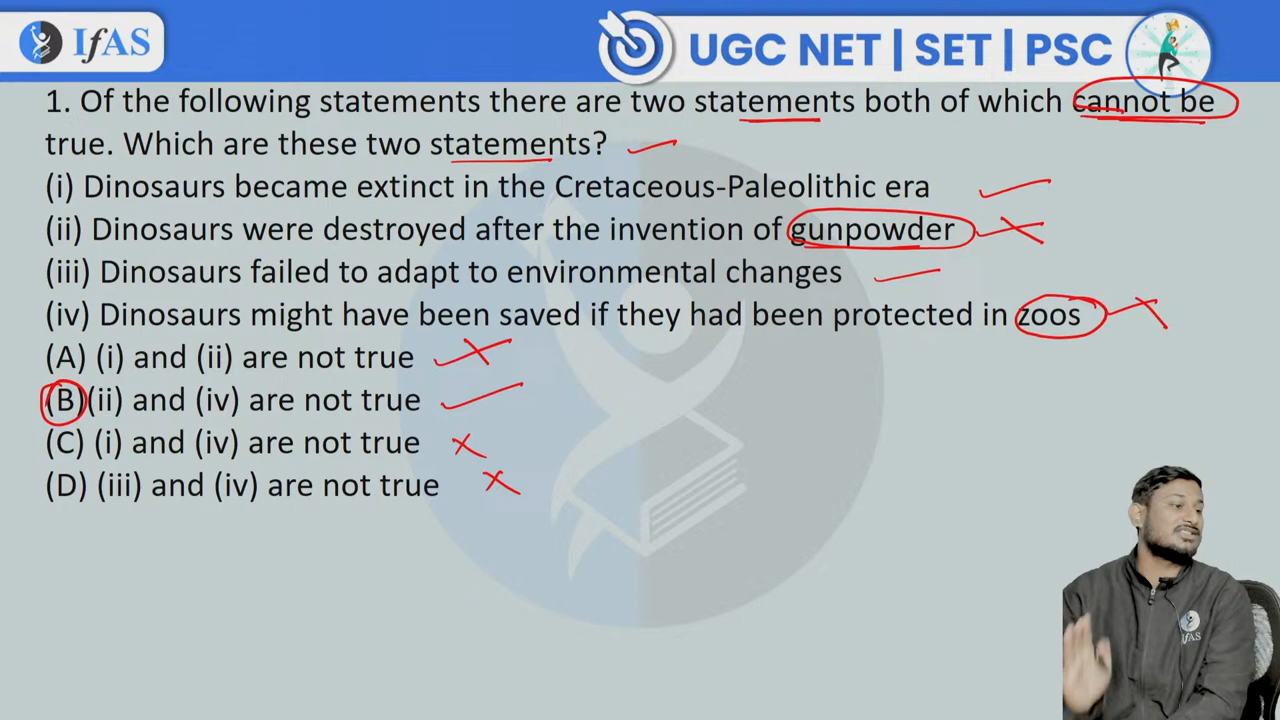 IfAS
UGC NET | SET | PSC
1. Of the following statements there are two statements both of which cannot be
true. Which are these two statements?
(i) Dinosaurs became extinct in the Cretaceous-Paleolithic era
(ii) Dinosaurs were destroyed after the invention of gunpowder
(iii) Dinosaurs failed to adapt to environmental changes
(iv) Dinosaurs might have been saved if they had been protected in zoos
(A) (i) and (ii) are not true
(B)(ii) and (iv) are not true
(C) (i) and (iv) are not true
(D) (iii) and (iv) are not true
IfAS